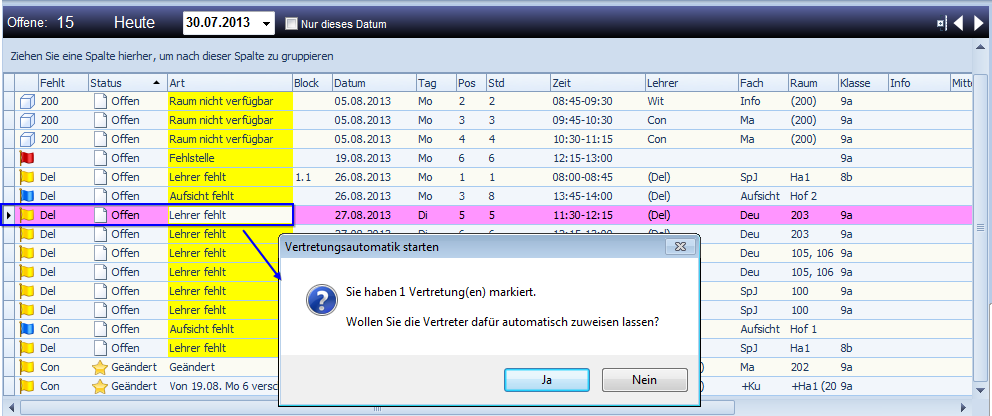 Offene: 15 Heute 30.07.2013 Nur dieses Datum
Ziehen Sie eine Spalte hierher, um nach dieser Spalte zu gruppieren
Fehlt Status Art Block Datum Tag Pos Std Zeit Lehrer Fach Raum Klasse Info Mitte
200 Offen Raum nicht verfügbar 05.08.2013 Mo 2 2 08:45-09:30 Wit Info (200) 9a
200 Offen Raum nicht verfügbar 05.08.2013 Mo 3 3 09:45-10:30 Con Ma (200) 9a
200 Offen Raum nicht verfügbar 05.08.2013 Mo 4 4 10:30-11:15 Con Ma (200) 9a
Offen Fehlstelle 19.08.2013 Mo 6 6 12:15-13:00 9a
Del Offen Lehrer fehlt 1.1 26.08.2013 Mo 1 1 08:00-08:45 (Del) SpJ Ha1 8b
Del Offen Aufsicht fehlt 26.08.2013 Mo 3 8 13:45-14:00 (Del) Aufsicht Hof 2
Del Offen Lehrer fehlt 27.08.2013 Di 5 5 11:30-12:15 (Del) Deu 203 9a
Del Offen Lehrer fehlt 27.08.2013 Di 6 6 12:15-13:00 (Del) Deu 203 9a
Del Offen Lehrer fehlt Deu 105, 106 9a
Del Offen Lehrer fehlt Deu 105, 106 9a
Del Offen Lehrer fehlt SpJ 100 9a
Del Offen Lehrer fehlt SpJ 100 9a
Con Offen Aufsicht fehlt Aufsicht Hof 1
Del Offen Lehrer fehlt SpJ Ha1 8b
Con Geändert Geändert ) Ma 202 9a
Con Geändert Von 19.08. Mo 6 versc ) +Ku +Ha1 (20 9a
Vertretungsautomatik starten
Sie haben 1 Vertretung(en) markiert.
Wollen Sie die Vertreter dafür automatisch zuweisen lassen?
Ja Nein